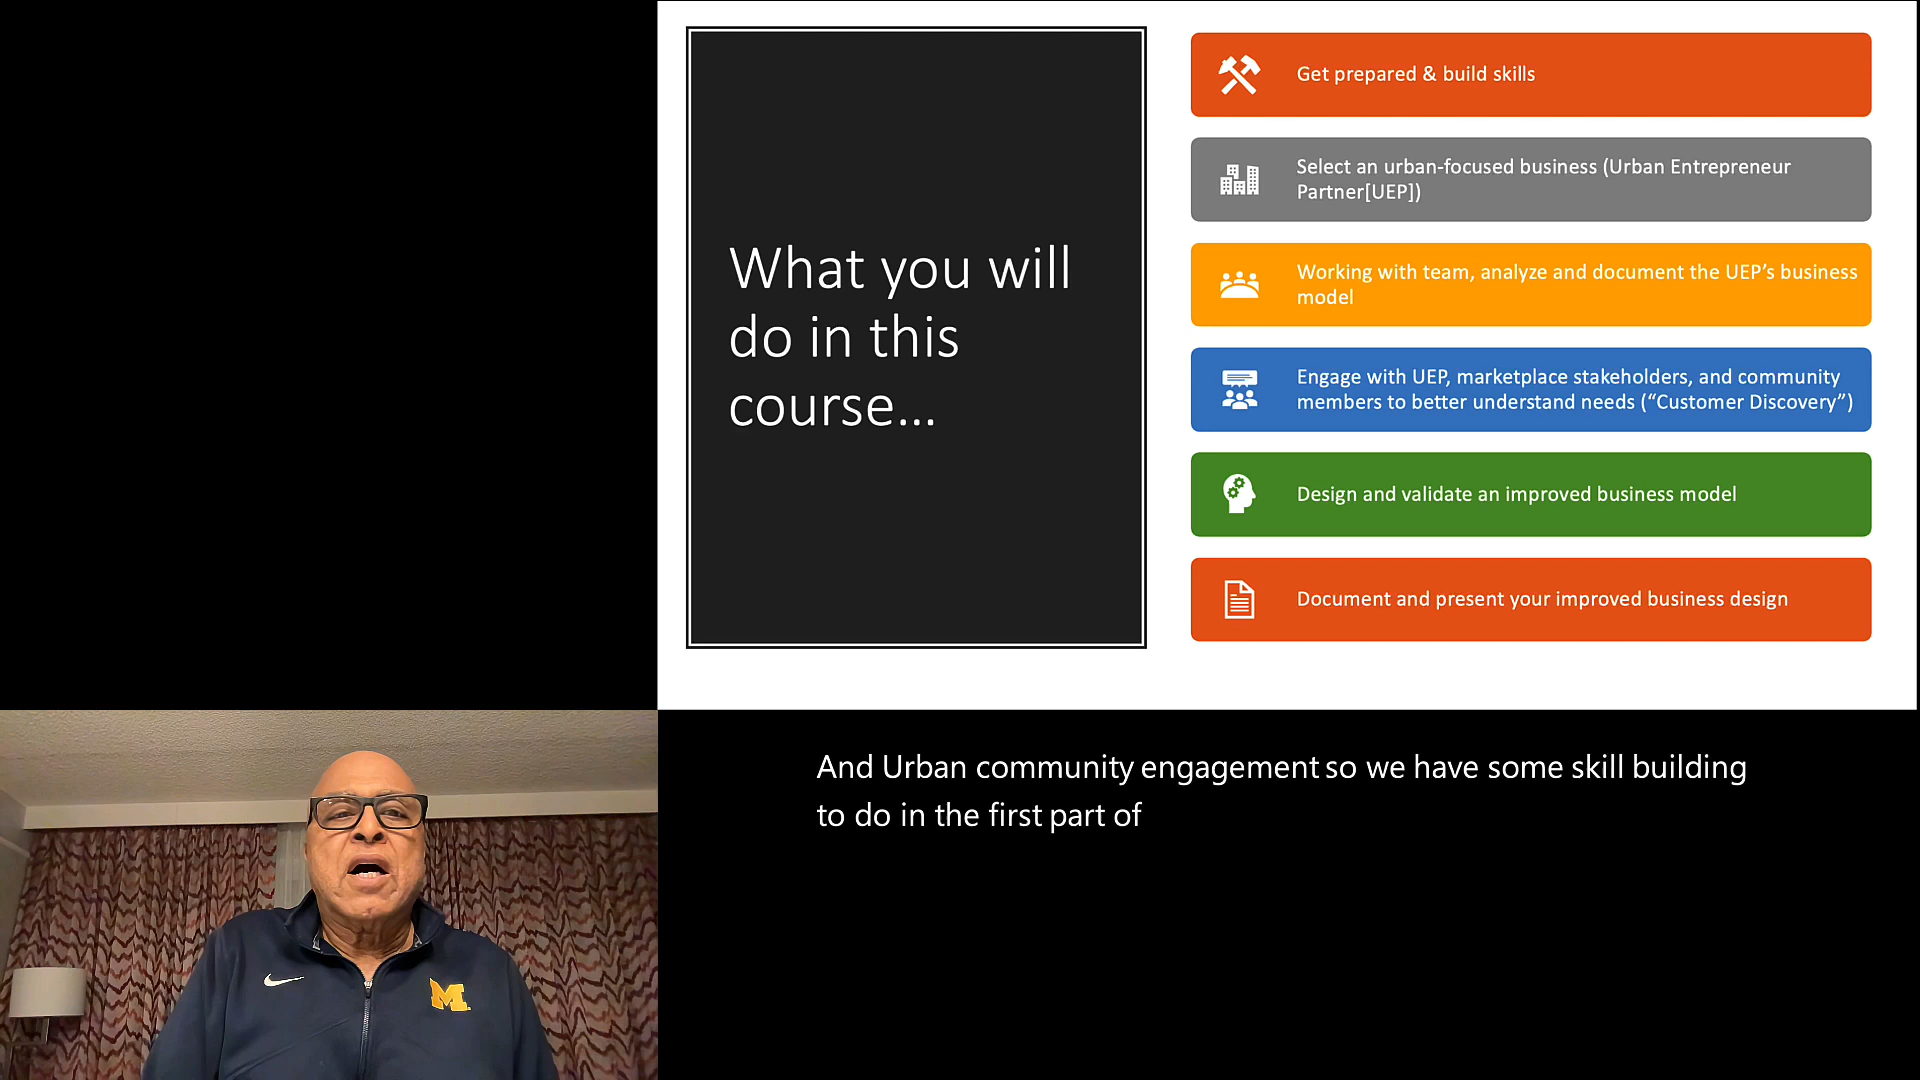 What you will
do in this
course...
Get prepared & build skills
Select an urban-focused business (Urban Entrepreneur
Partner[UEP])
Working with team, analyze and document the UEP’s business
model
Engage with UEP, marketplace stakeholders, and community
members to better understand needs (“Customer Discovery”)
Design and validate an improved business model
Document and present your improved business design
M
And Urban community engagement so we have some skill building
to do in the first part of